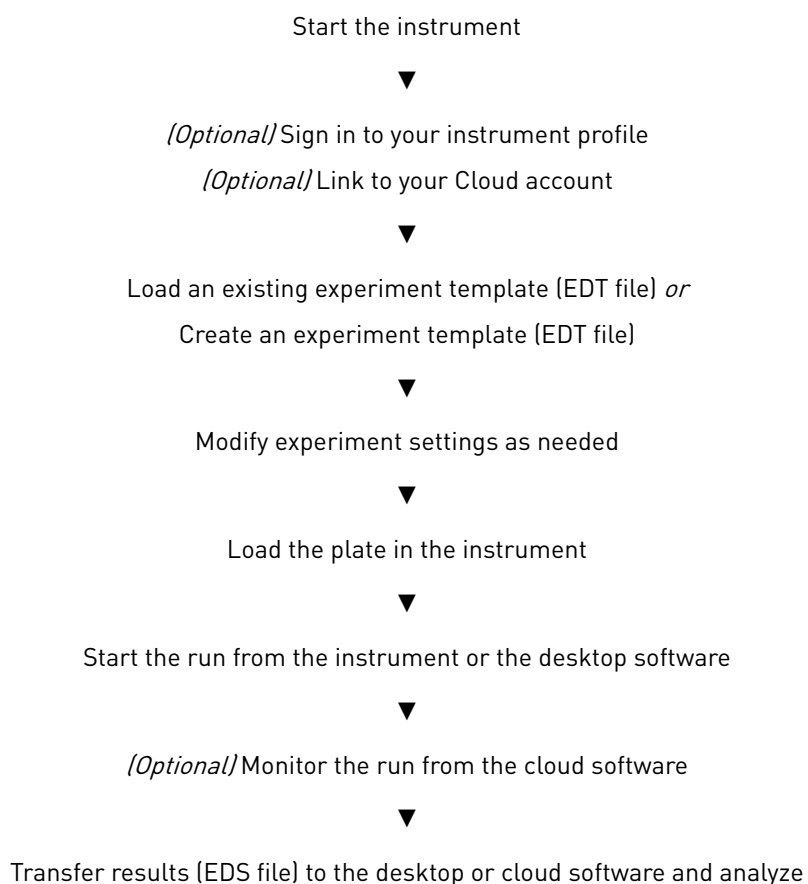 Start the instrument
▼
(Optional) Sign in to your instrument profile
(Optional) Link to your Cloud account
▼
Load an existing experiment template (EDT file) or
Create an experiment template (EDT file)
▼
Modify experiment settings as needed
▼
Load the plate in the instrument
▼
Start the run from the instrument or the desktop software
▼
(Optional) Monitor the run from the cloud software
▼
Transfer results (EDS file) to the desktop or cloud software and analyze